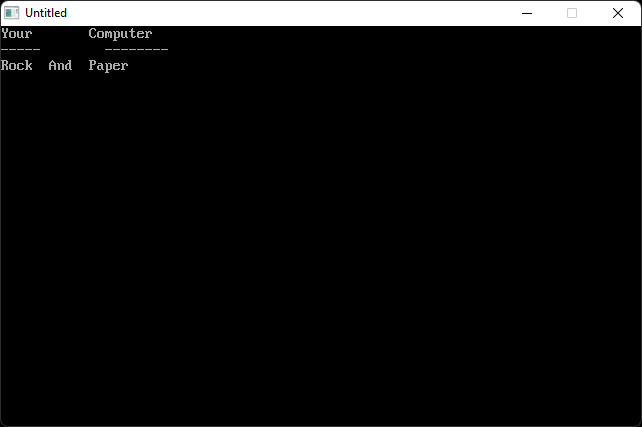 Untitled
Your       Computer
-----        --------
Rock  And  Paper